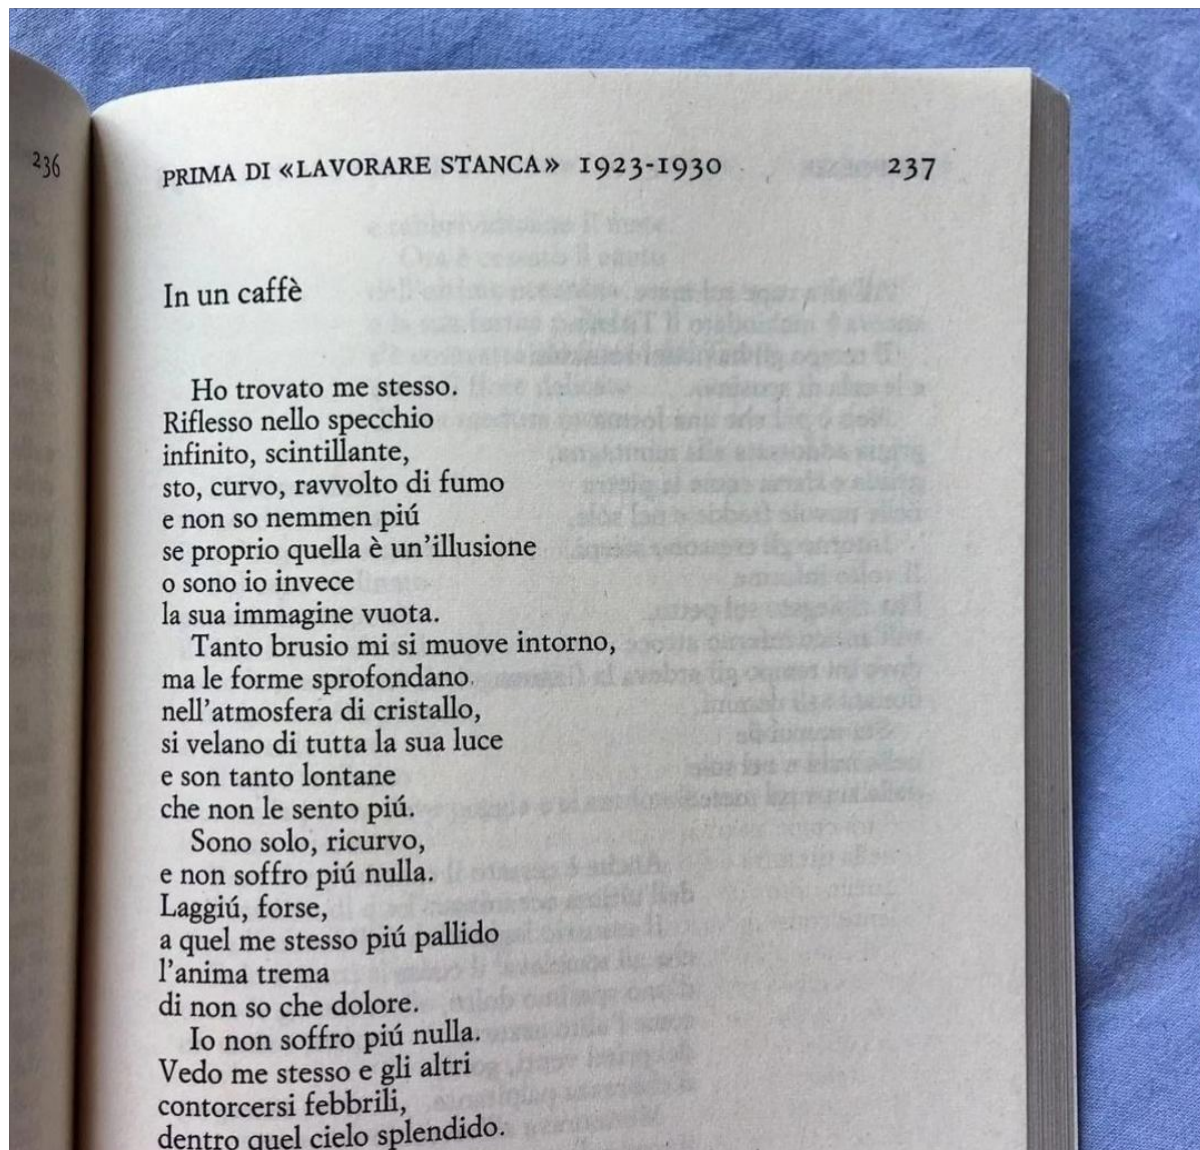 236
PRIMA DI «LAVORARE STANCA» 1923-1930 237
In un caffè
Ho trovato me stesso.
Riflesso nello specchio
infinito, scintillante,
sto, curvo, ravvolto di fumo
e non so nemmen piú
se proprio quella è un'illusione
o sono io invece
la sua immagine vuota.
Tanto brusio mi si muove intorno,
ma le forme sprofondano
nell'atmosfera di cristallo,
si velano di tutta la sua luce
e son tanto lontane
che non le sento piú.
Sono solo, ricurvo,
e non soffro piú nulla.
Laggiú, forse,
a quel me stesso piú pallido
l'anima trema
di non so che dolore.
Io non soffro piú nulla.
Vedo me stesso e gli altri
contorcersi febbrili,
dentro quel cielo splendido.